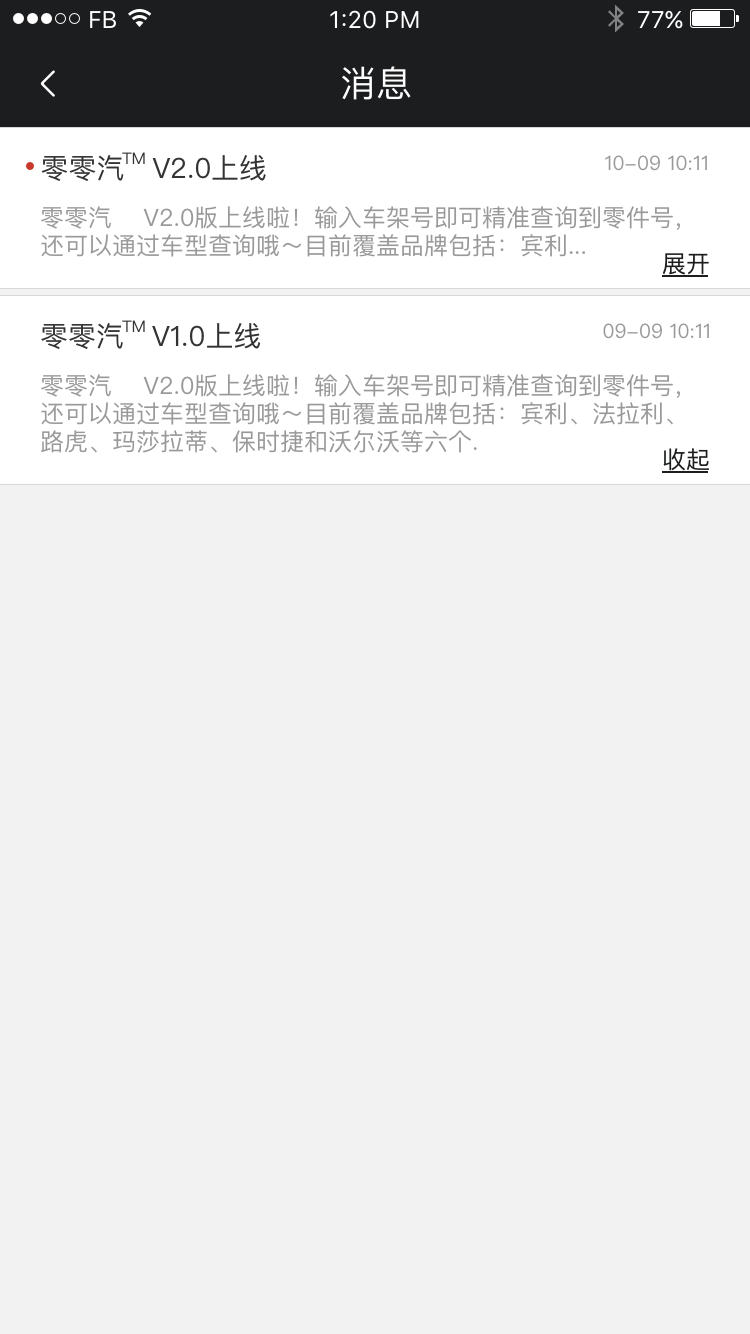 FB 1:20 PM 77%
消息
零零汽™ V2.0上线 10-09 10:11
零零汽 V2.0版上线啦！输入车架号即可精准查询到零件号，
还可以通过车型查询哦～目前覆盖品牌包括：宾利...
展开
零零汽™ V1.0上线 09-09 10:11
零零汽 V2.0版上线啦！输入车架号即可精准查询到零件号，
还可以通过车型查询哦～目前覆盖品牌包括：宾利、法拉利、
路虎、玛莎拉蒂、保时捷和沃尔沃等六个.
收起